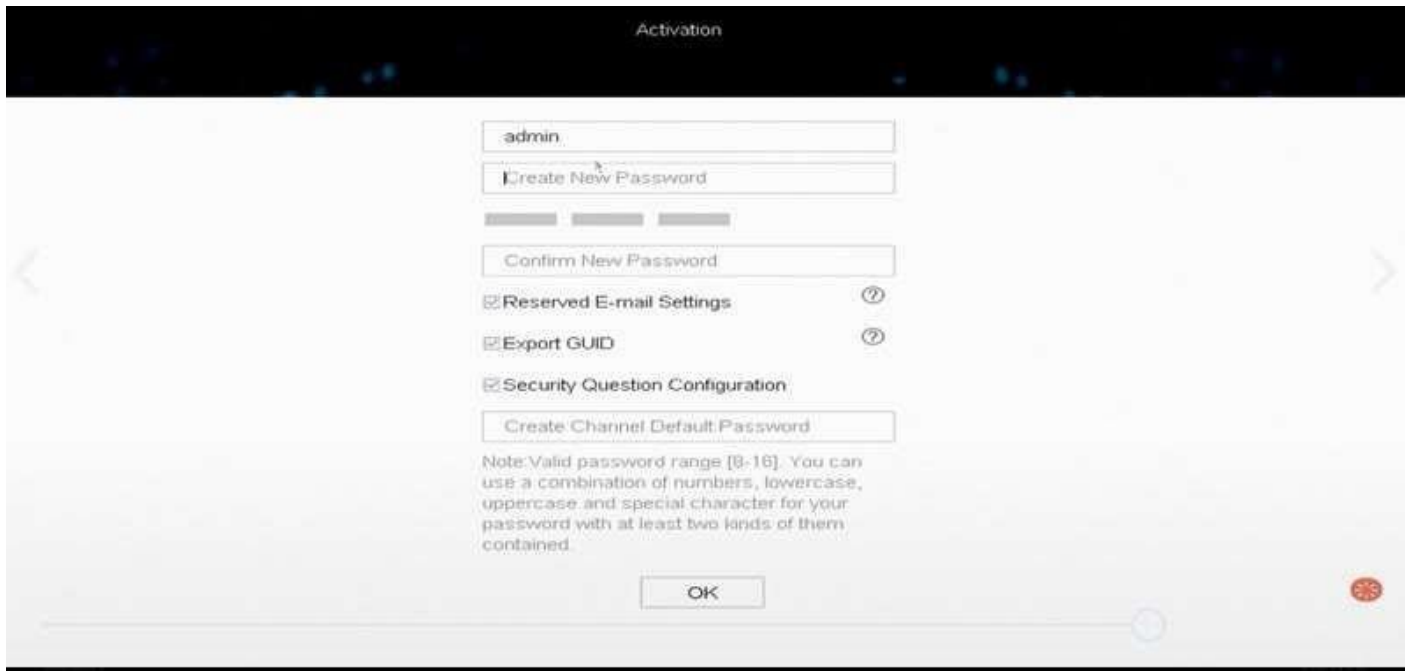 Activation
admin
Create New Password
Confirm New Password
Reserved E-mail Settings
Export GUID
Security Question Configuration
Create Channel Default Password
Note:Valid password range [8-16]. You can
use a combination of numbers, lowercase,
uppercase and special character for your
password with at least two kinds of them
contained.
OK